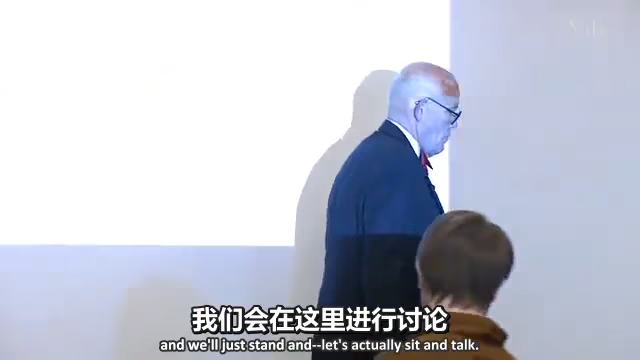 Yale
我们会在这里进行讨论
and we'll just stand and--let's actually sit and talk.